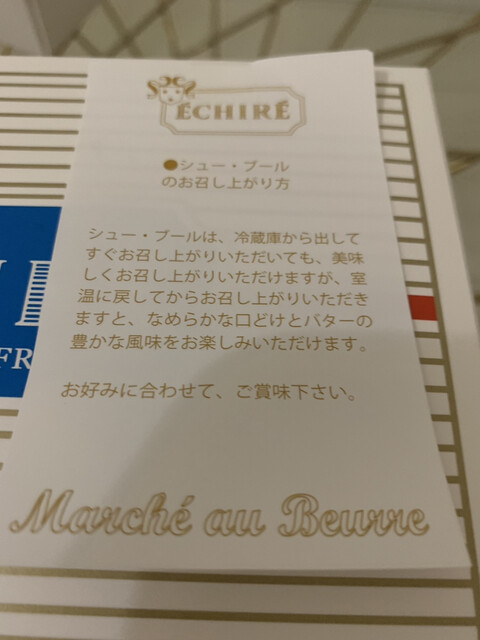 ÉCHIRÉ
●シュー・ブール
のお召し上がり方
シュー・ブールは、冷蔵庫から出して
すぐお召し上がりいただいても、美味
しくお召し上がりいただけますが、室
温に戻してからお召し上がりいただき
ますと、なめらかな口どけとバターの
豊かな風味をお楽しみいただけます。
FR
お好みに合わせて、ご賞味下さい。
Marché au Beurre